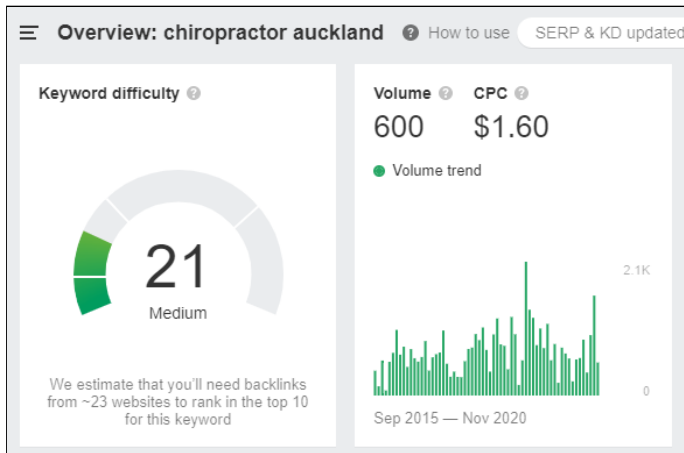 Overview: chiropractor auckland ? How to use SERP & KD updated
Keyword difficulty ?
21
Medium
We estimate that you'll need backlinks
from ~23 websites to rank in the top 10
for this keyword
Volume ? CPC ?
600 $1.60
Volume trend
2.1K
0
Sep 2015 — Nov 2020